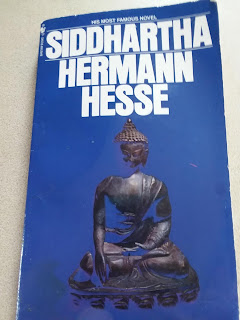 HIS MOST FAMOUS NOVEL
SIDDHARTHA
HERMANN
HESSE